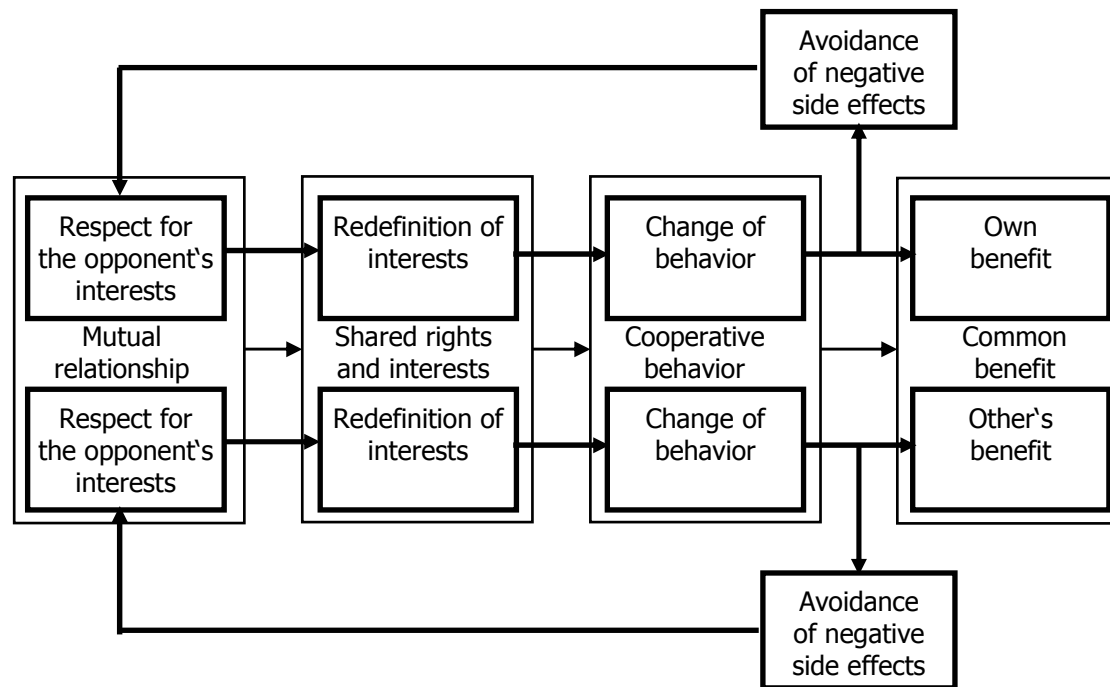 Avoidance
of negative
side effects
Respect for
the opponent‘s
interests
Redefinition of
interests
Change of
behavior
Own
benefit
Mutual
relationship
Shared rights
and interests
Cooperative
behavior
Common
benefit
Respect for
the opponent‘s
interests
Redefinition of
interests
Change of
behavior
Other‘s
benefit
Avoidance
of negative
side effects